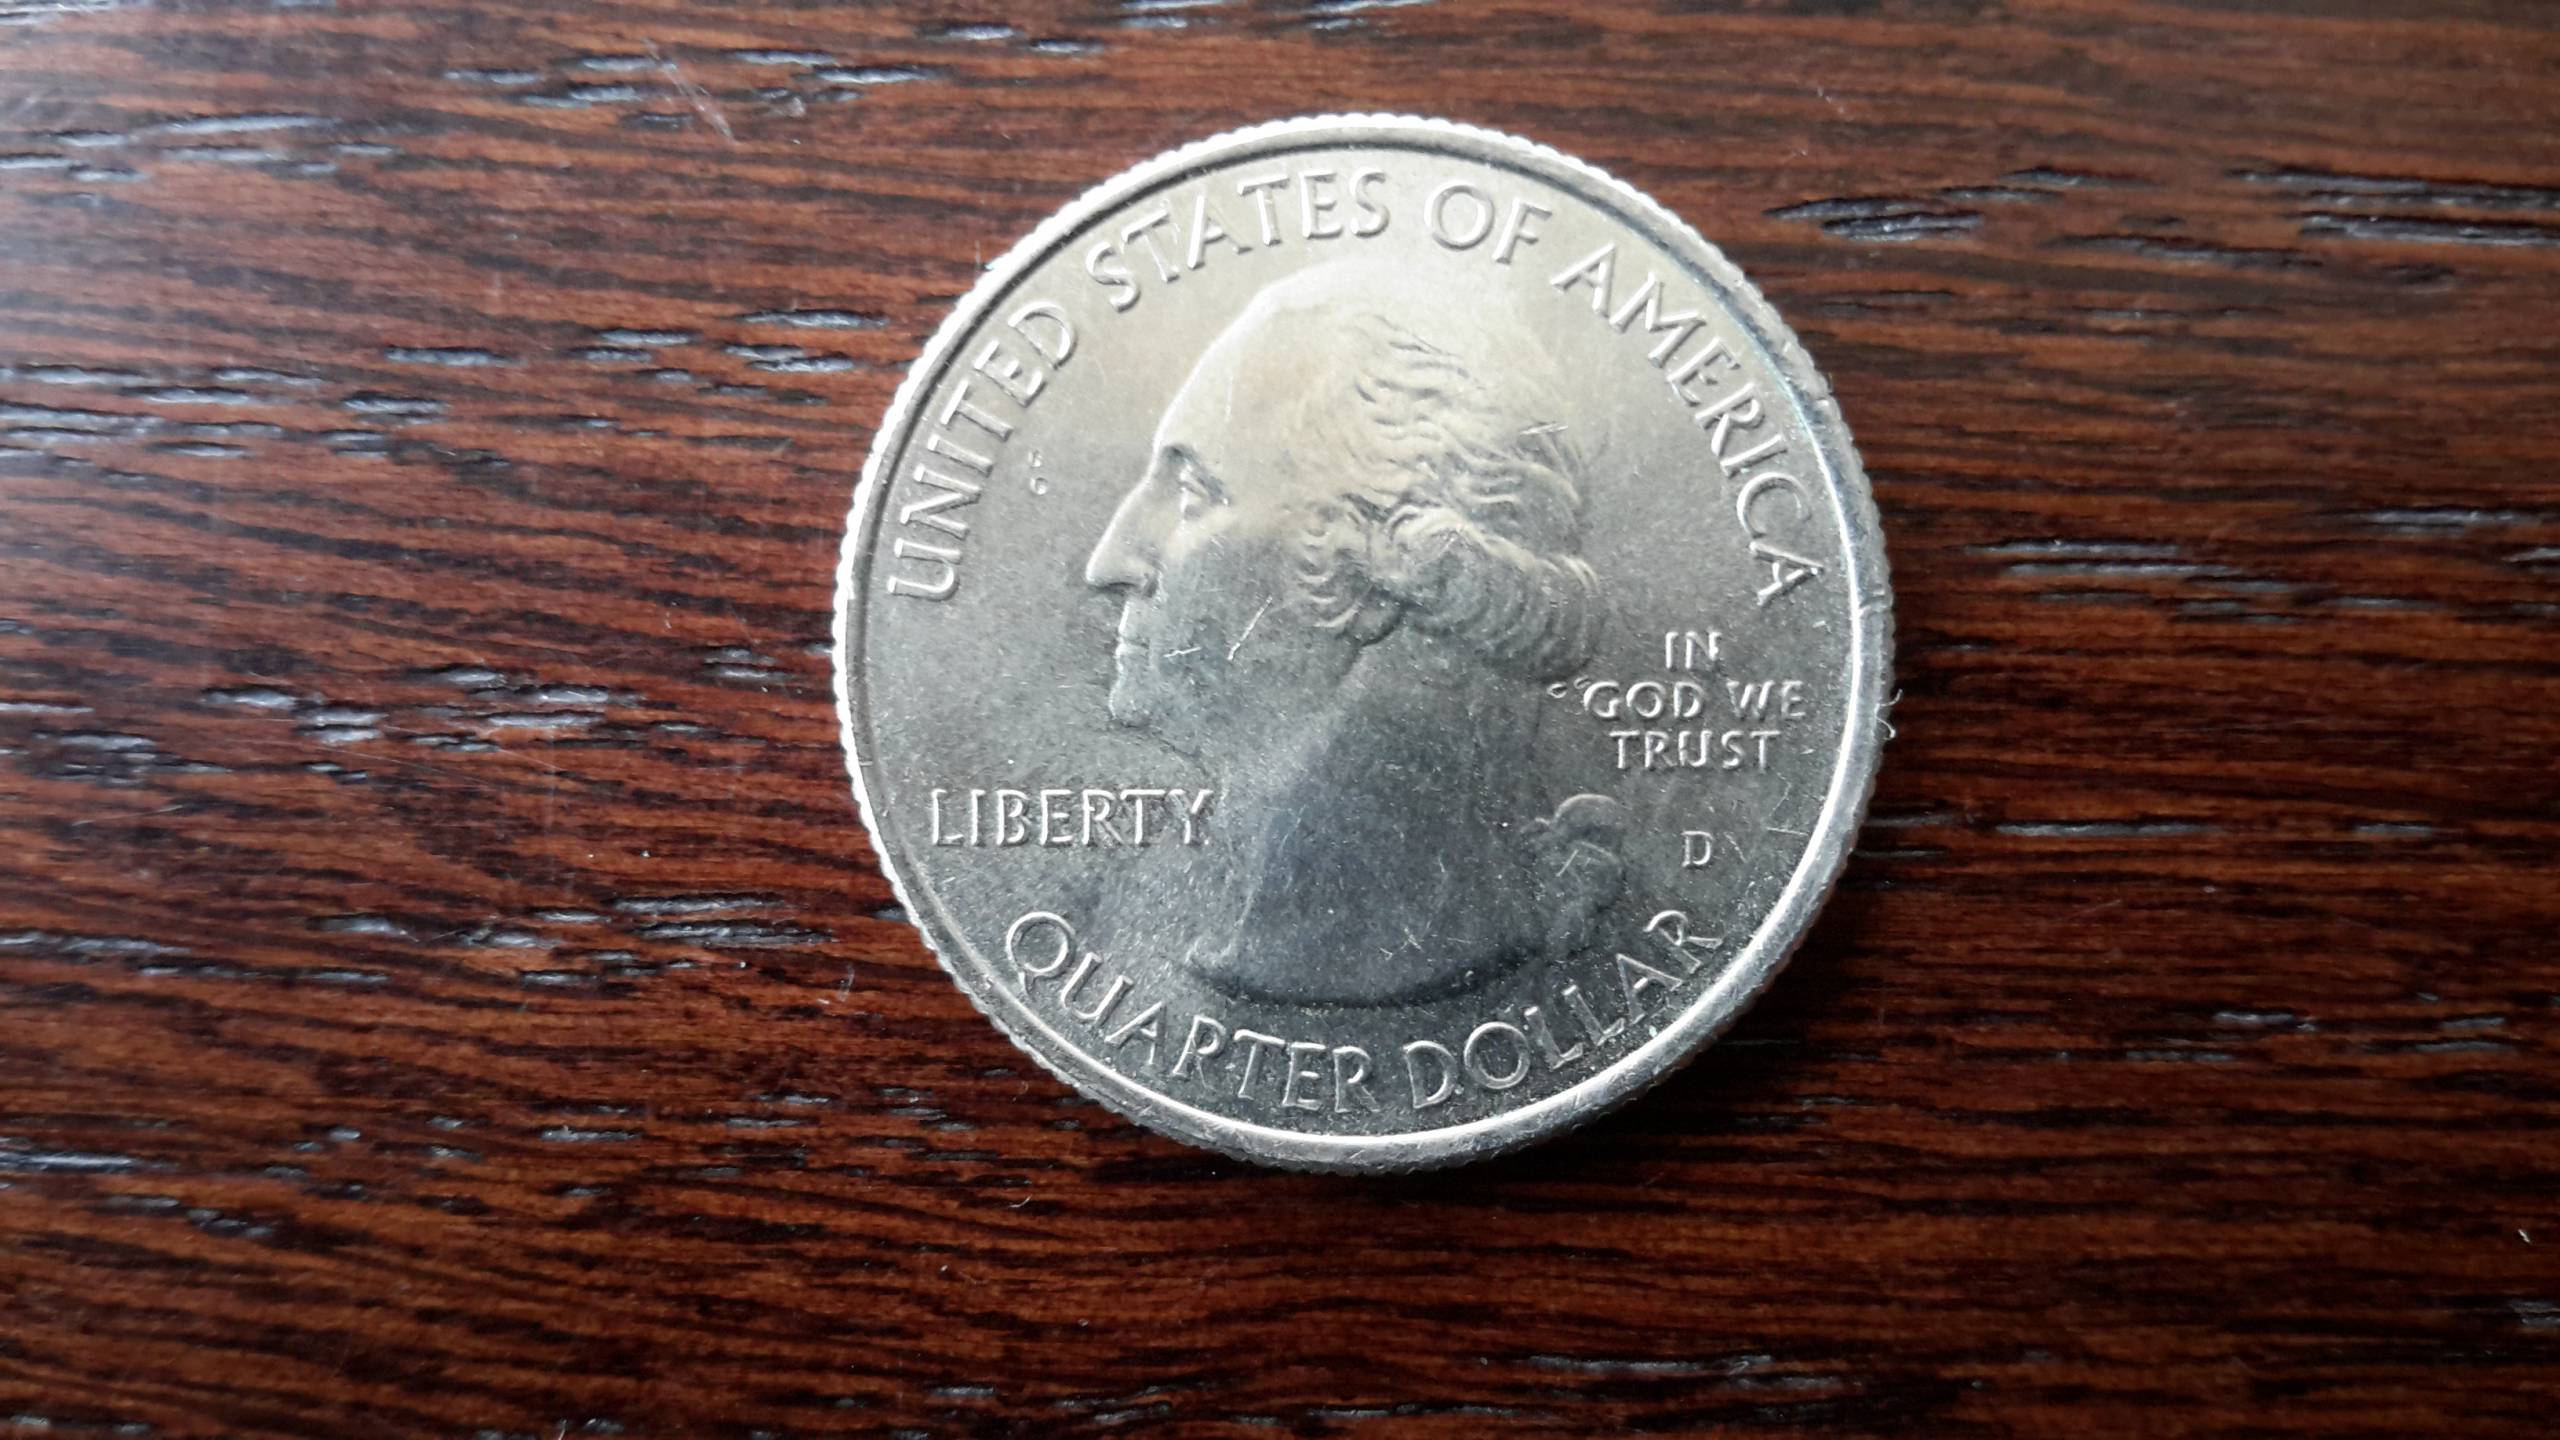 UNITED STATES OF AMERICA
LIBERTY
IN
GOD WE
TRUST
D
QUARTER DOLLAR